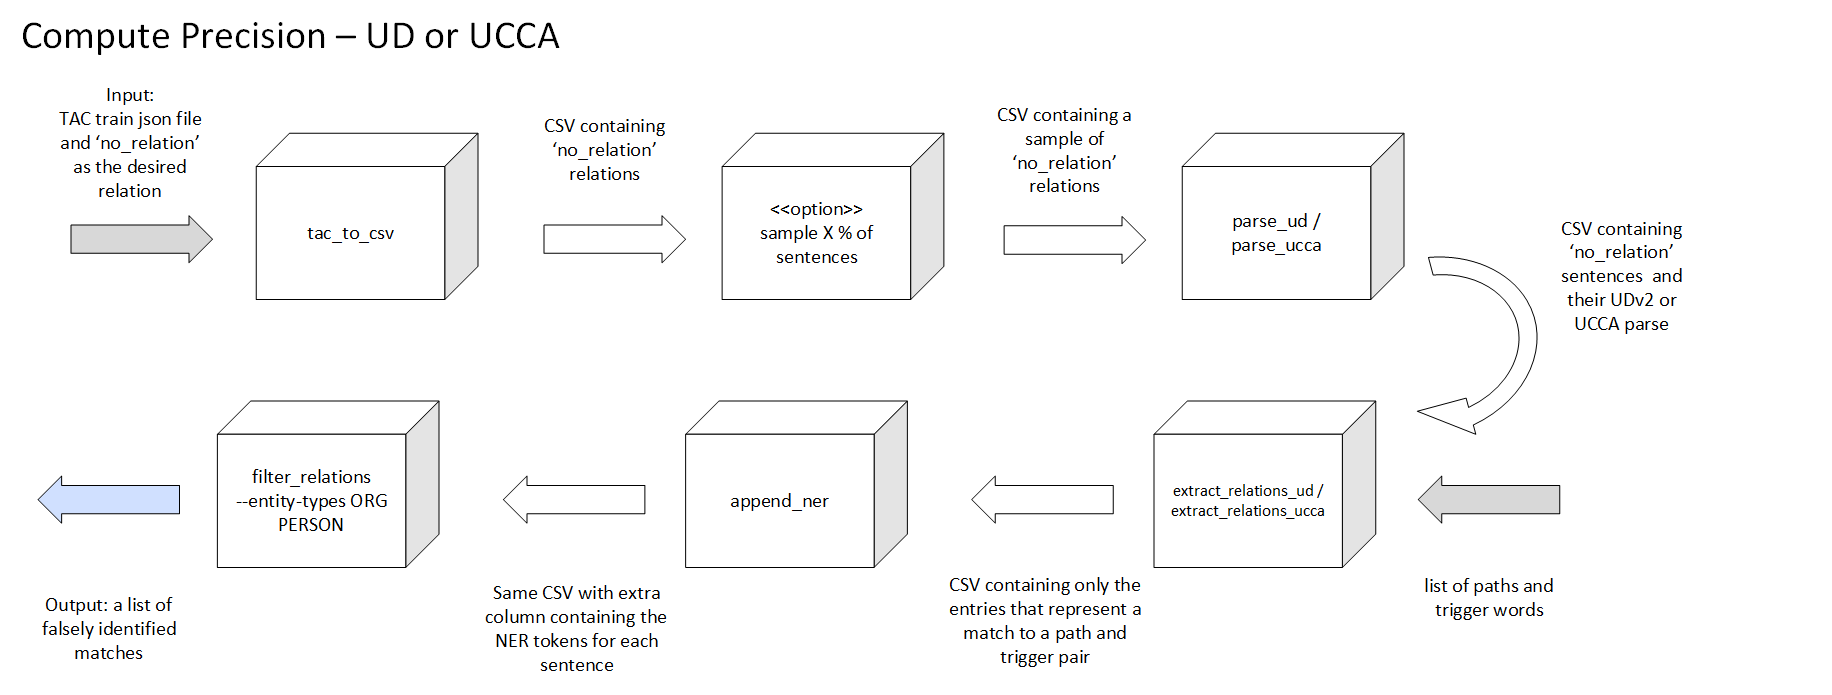 Compute Precision – UD or UCCA
Input:
TAC train json file
and ‘no_relation’
as the desired
relation
tac_to_csv
CSV containing
‘no_relation’
relations
<<option>>
sample X % of
sentences
CSV containing a
sample of
‘no_relation’
relations
parse_ud /
parse_ucca
CSV containing
‘no_relation’
sentences and
their UDv2 or
UCCA parse
list of paths and
trigger words
extract_relations_ud /
extract_relations_ucca
CSV containing only the
entries that represent a
match to a path and
trigger pair
append_ner
Same CSV with extra
column containing the
NER tokens for each
sentence
filter_relations
--entity-types ORG
PERSON
Output: a list of
falsely identified
matches